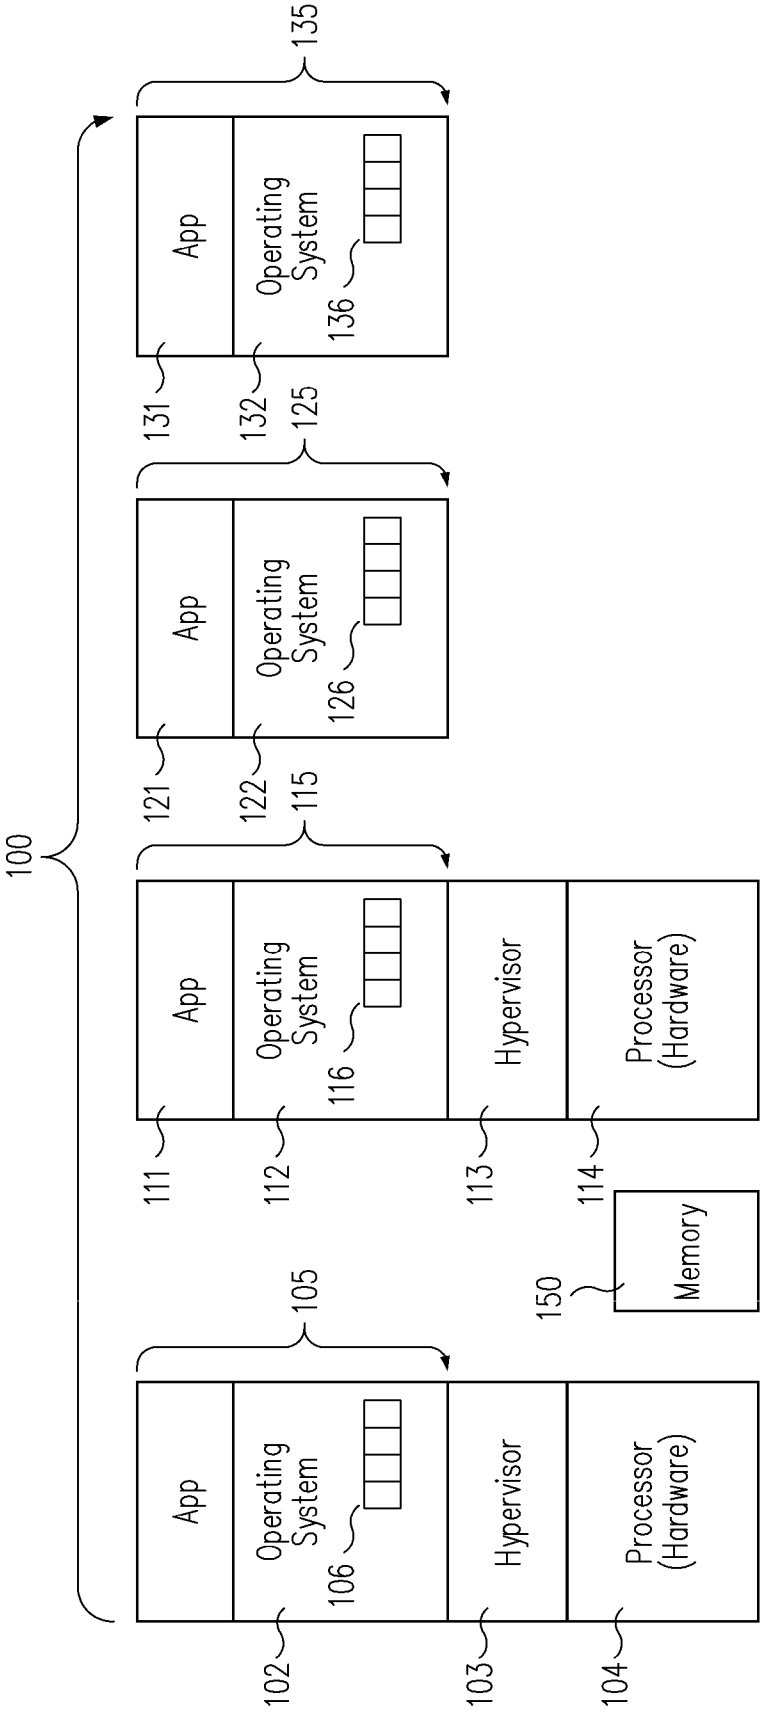 100
105
115
125
135
App
111
App
121
App
131
App
102
Operating
System
106
112
Operating
System
116
122
Operating
System
126
132
Operating
System
136
103
Hypervisor
113
Hypervisor
104
Processor
(Hardware)
150
Memory
114
Processor
(Hardware)